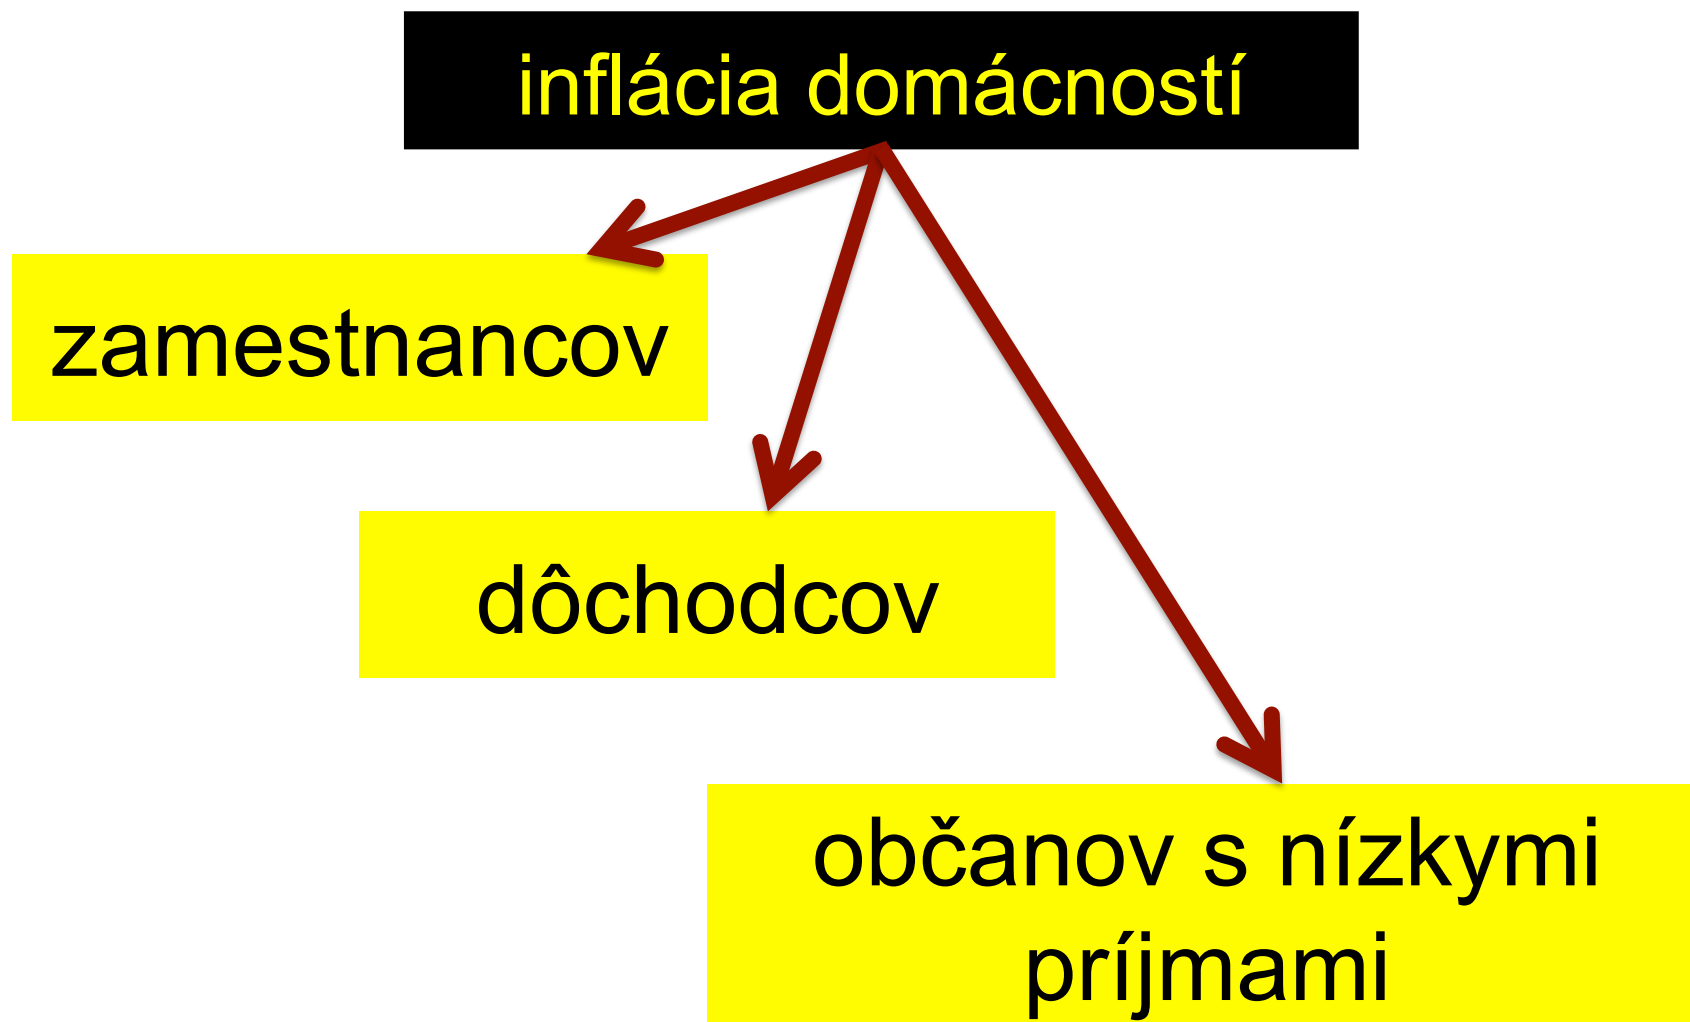 inflácia domácností
zamestnancov
dôchodcov
občanov s nízkymi
príjmami